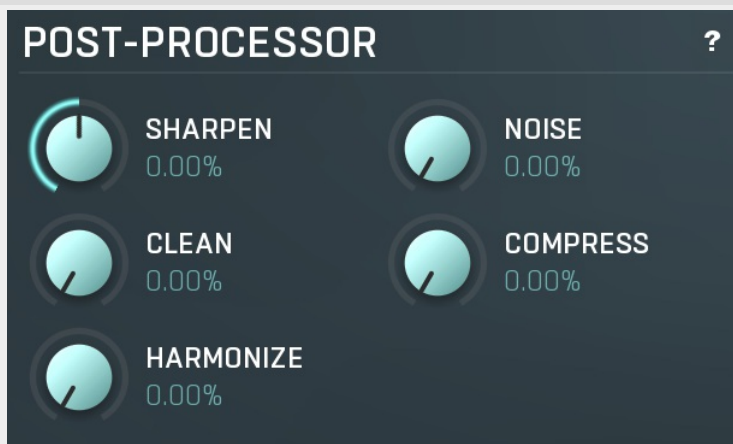 POST-PROCESSOR ?
SHARPEN
0.00%
NOISE
0.00%
CLEAN
0.00%
COMPRESS
0.00%
HARMONIZE
0.00%